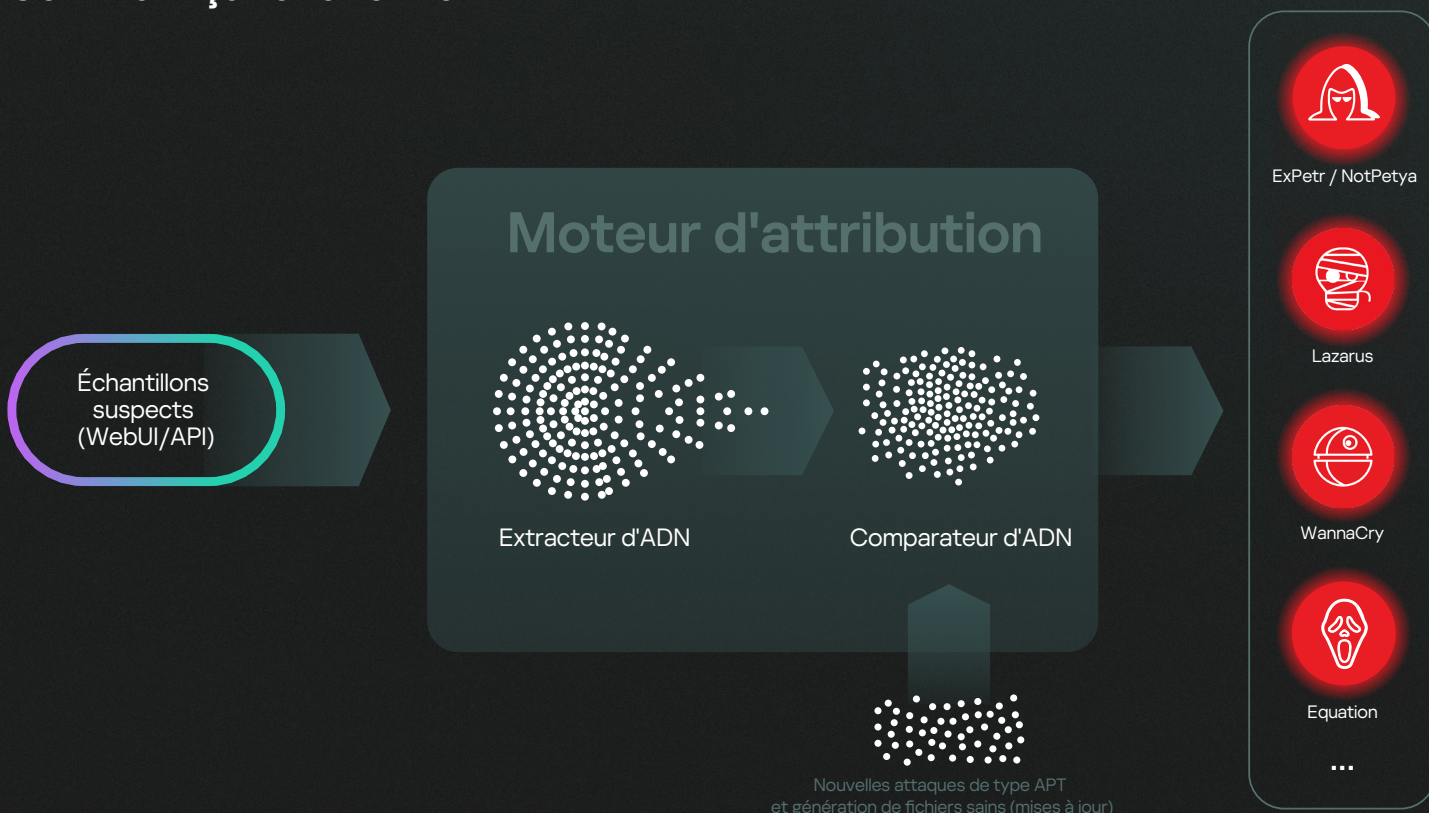 Moteur d'attribution
Échantillons
suspects
(WebUI/API)
Extracteur d'ADN
Comparateur d'ADN
Nouvelles attaques de type APT
et génération de fichiers sains (mises à jour)
ExPetr / NotPetya
Lazarus
WannaCry
Equation
...